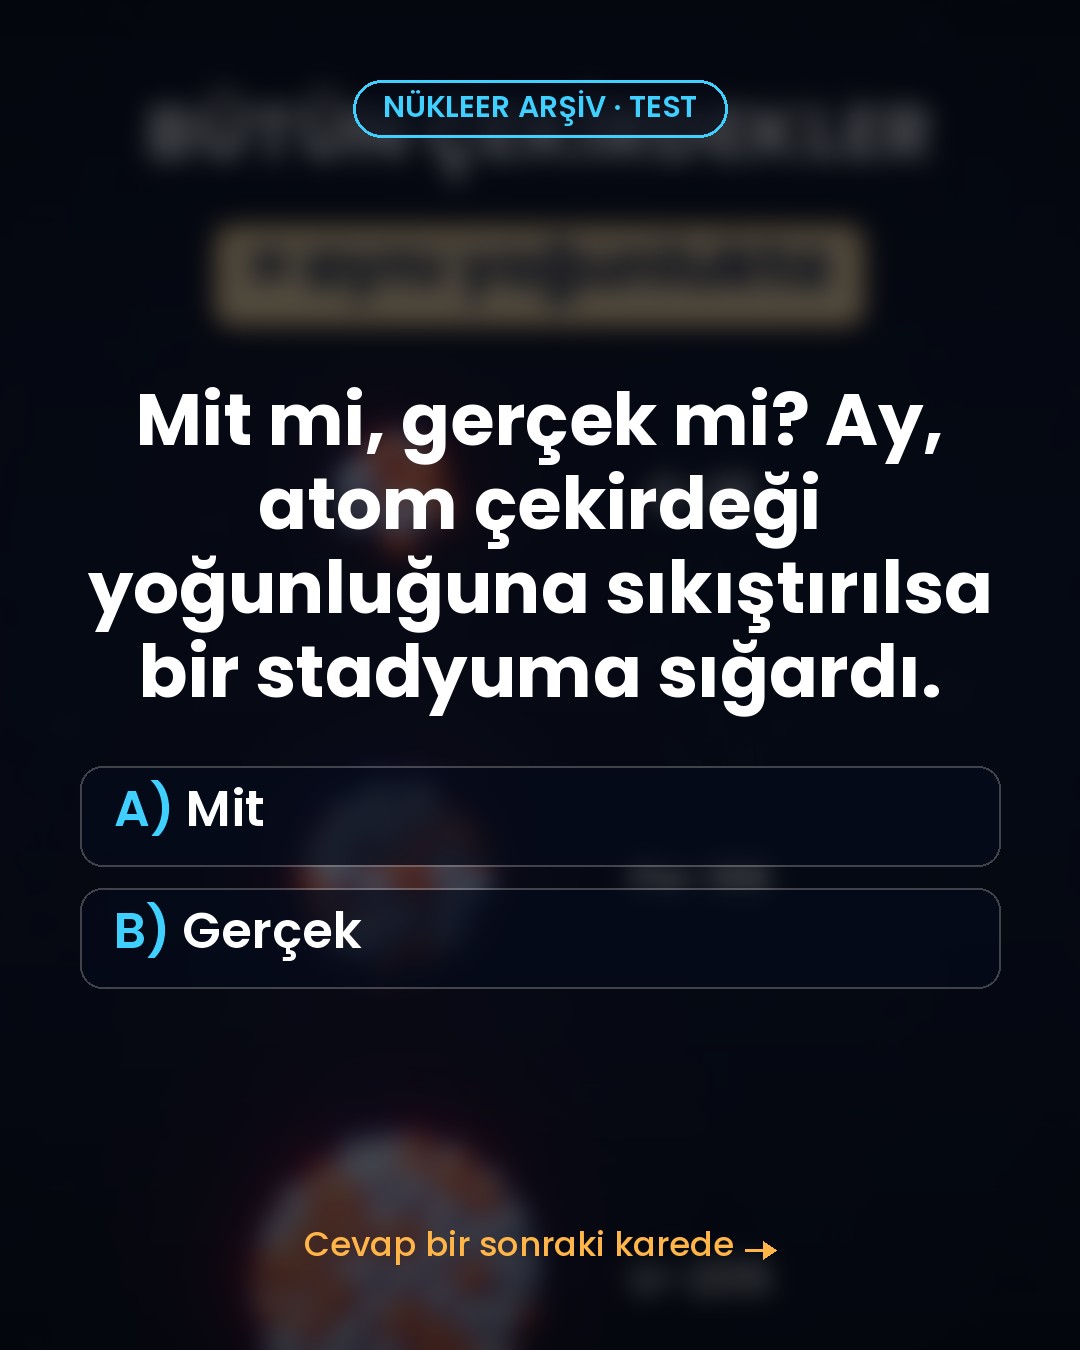 NÜKLEER ARŞİV · TEST
Mit mi, gerçek mi? Ay,
atom çekirdeği
yoğunluğuna sıkıştırılsa
bir stadyuma sığardı.
A) Mit
B) Gerçek
Cevap bir sonraki karede →